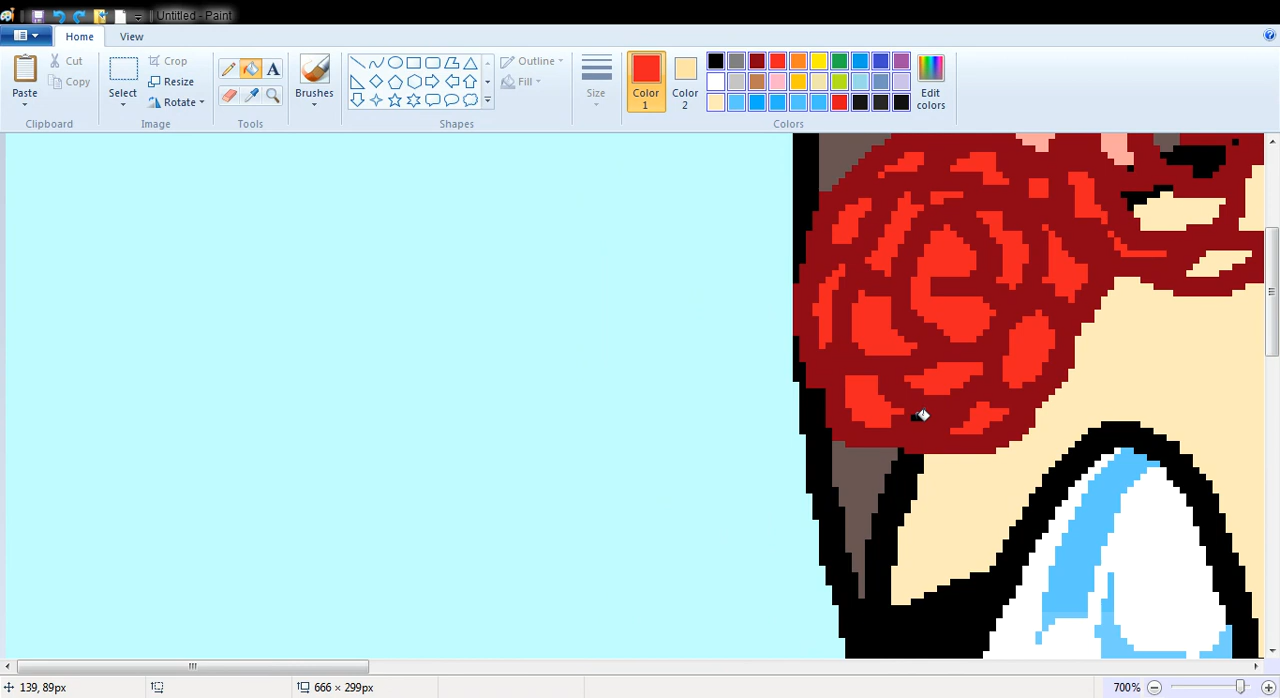 Untitled - Paint
Home View
Paste
Cut
Copy
Clipboard
Select
Crop
Resize
Rotate
Image
A
Tools
Brushes
Outline
Fill
Shapes
Size
Color 1
Color 2
Edit colors
Colors
139, 89px
666 × 299px
700%